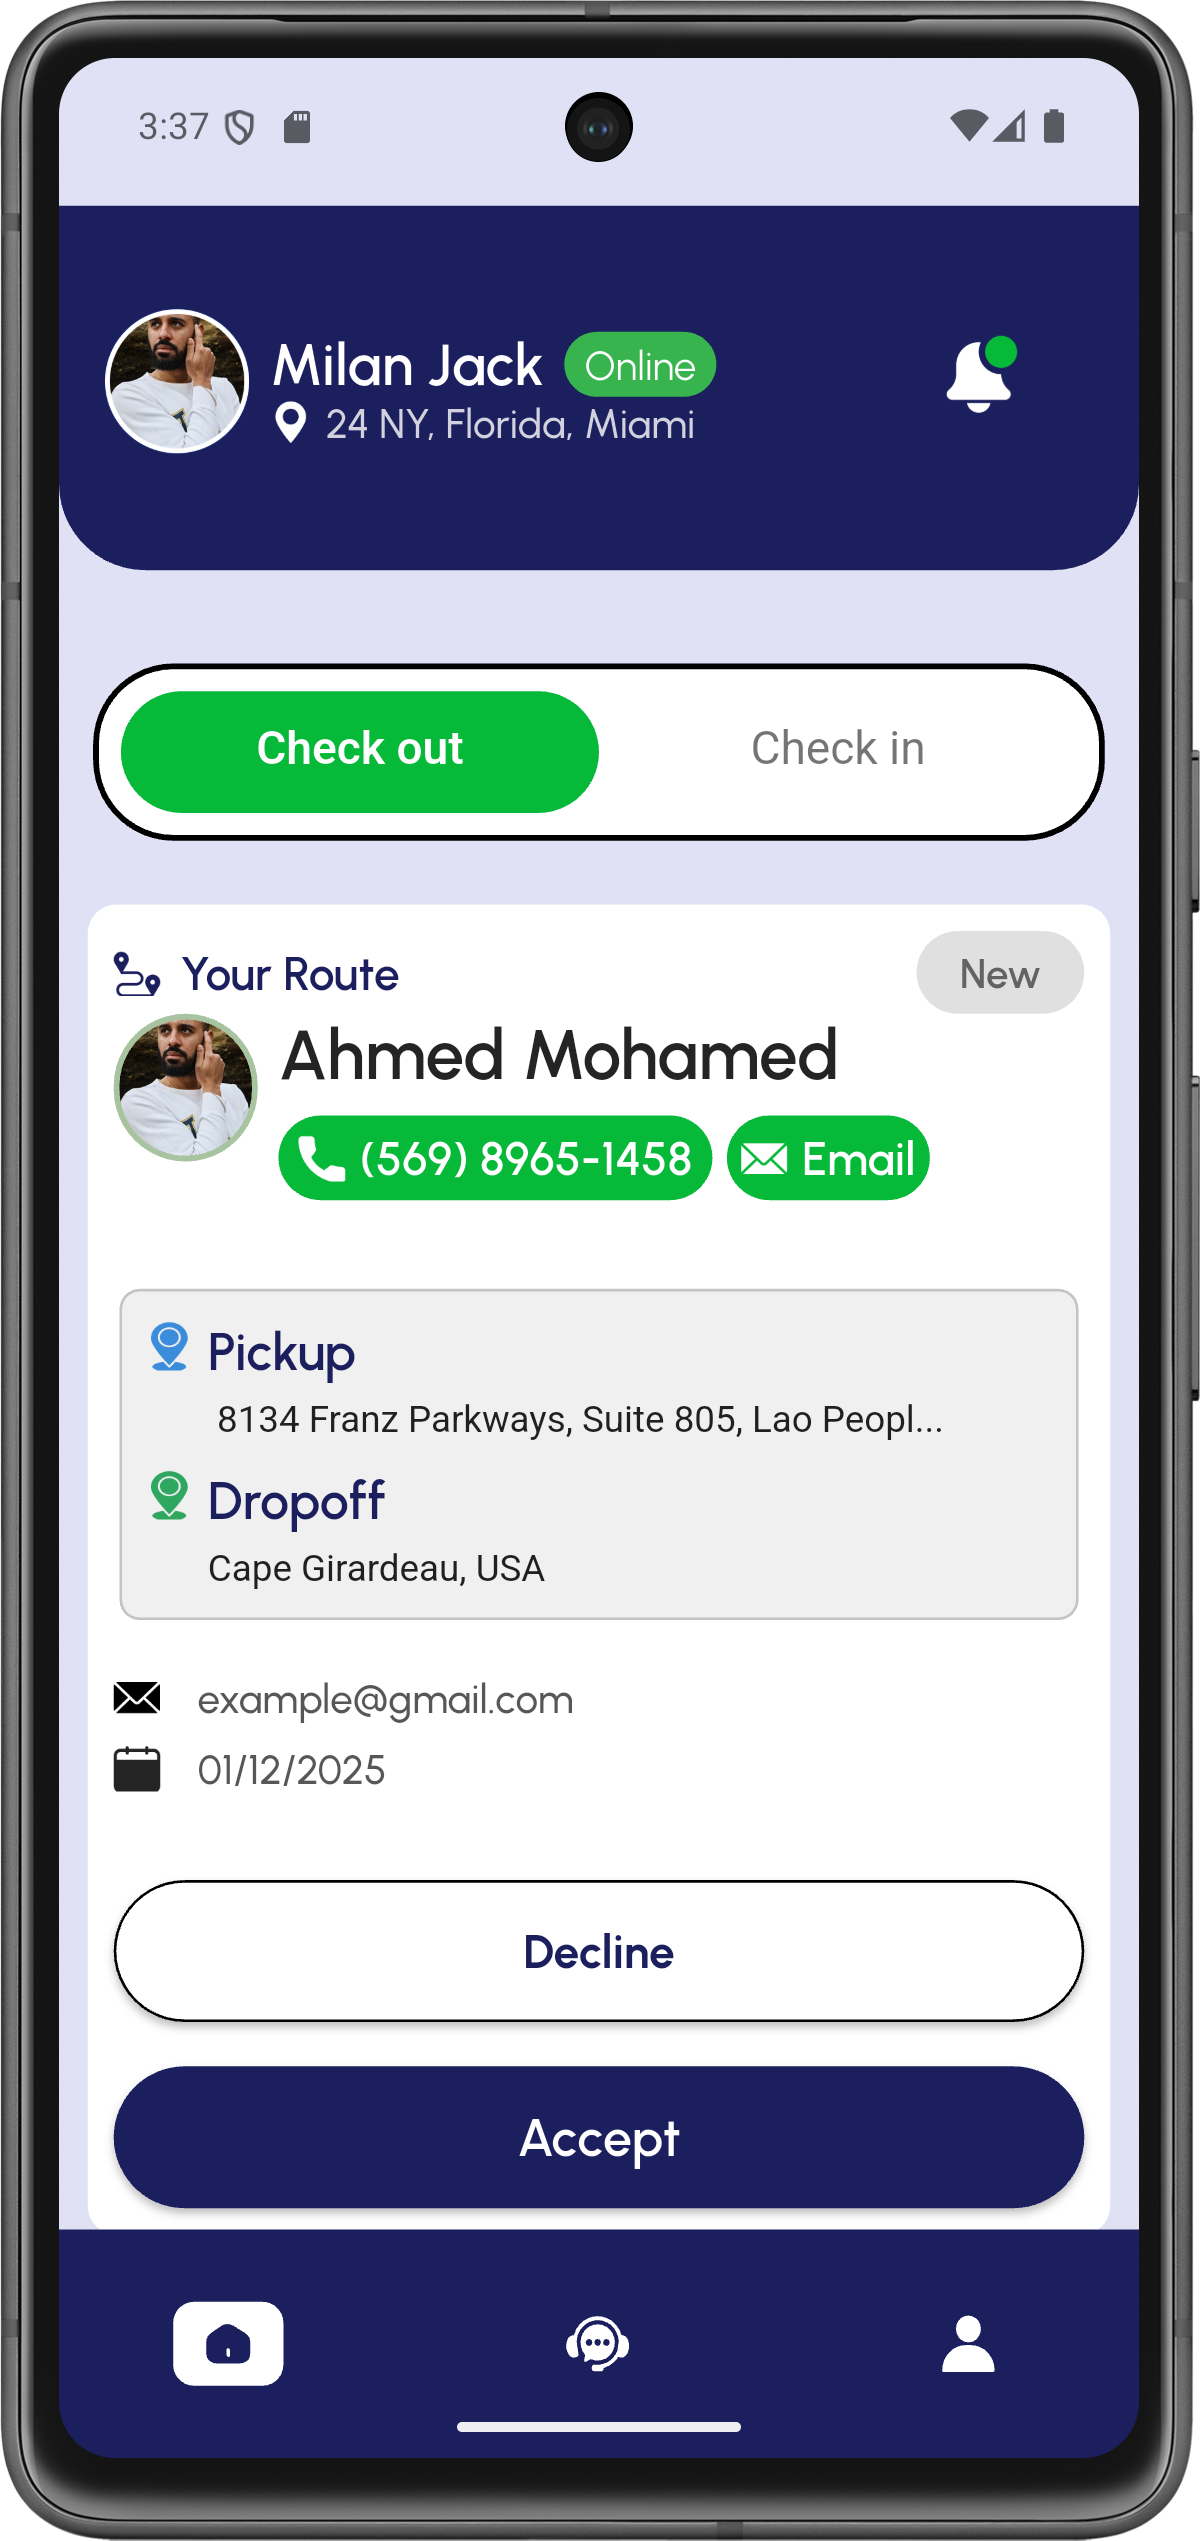 3:37
Milan Jack Online
24 NY, Florida, Miami
Check out Check in
Your Route New
Ahmed Mohamed
(569) 8965-1458 Email
Pickup
8134 Franz Parkways, Suite 805, Lao Peopl...
Dropoff
Cape Girardeau, USA
example@gmail.com
01/12/2025
Decline
Accept